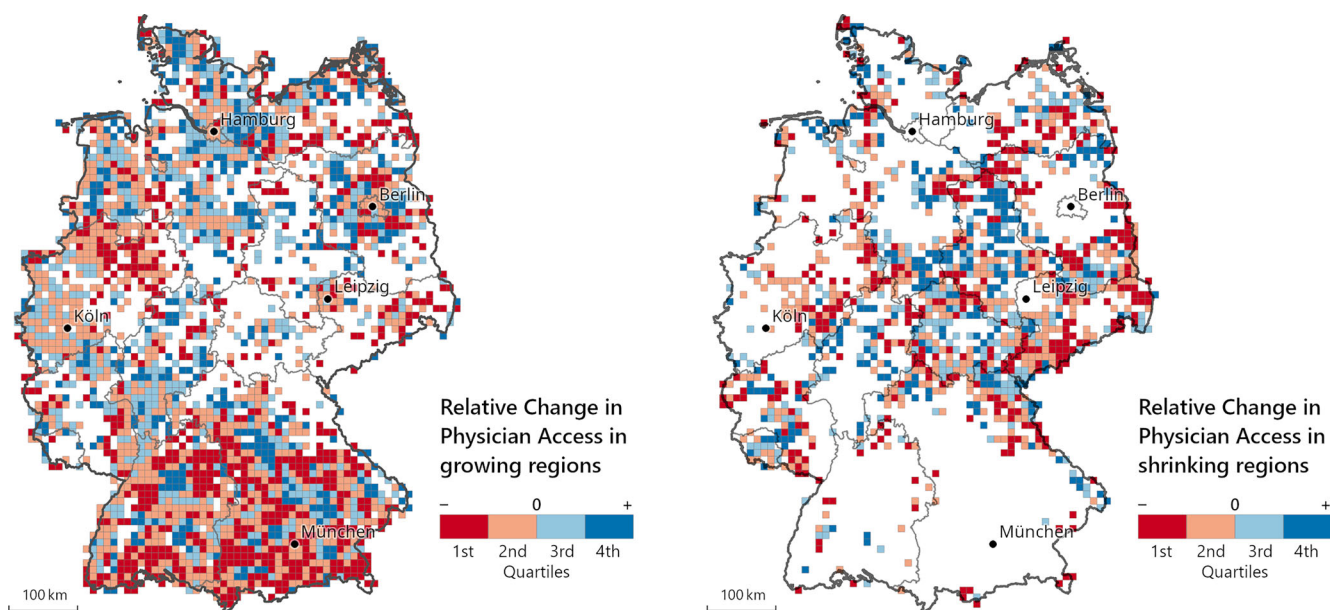 Hamburg
Berlin
Leipzig
Köln
München
Relative Change in
Physician Access in
growing regions
– 0 +
1st 2nd 3rd 4th
Quartiles
100 km
Hamburg
Berlin
Leipzig
Köln
München
Relative Change in
Physician Access in
shrinking regions
– 0 +
1st 2nd 3rd 4th
Quartiles
100 km